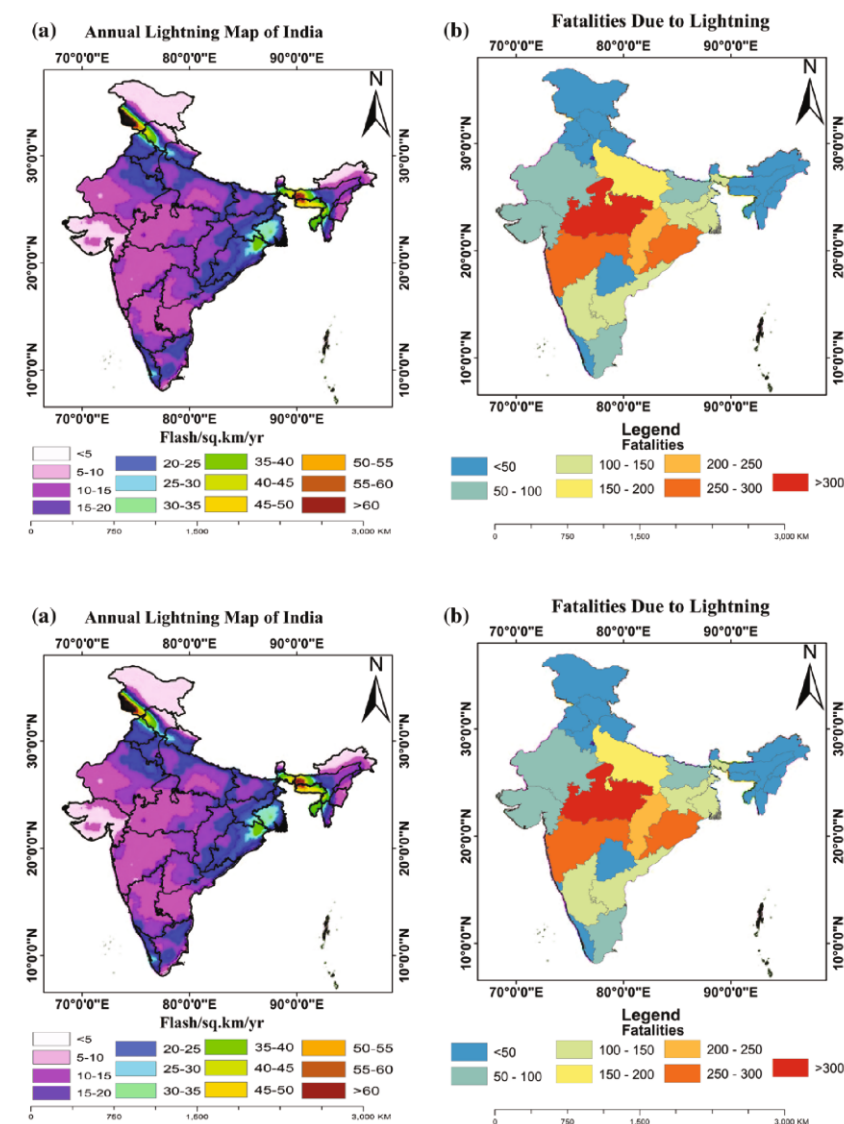 (a) Annual Lightning Map of India
70°0'0"E 80°0'0"E 90°0'0"E
N
30°0'0"N 30°0'0"N
20°0'0"N 20°0'0"N
10°0'0"N 10°0'0"N
70°0'0"E 80°0'0"E 90°0'0"E
Flash/sq.km/yr
<5
5-10
10-15
15-20
20-25
25-30
30-35
35-40
40-45
45-50
50-55
55-60
>60
0 750 1,500 3,000 KM
(b) Fatalities Due to Lightning
70°0'0"E 80°0'0"E 90°0'0"E
N
30°0'0"N 30°0'0"N
20°0'0"N 20°0'0"N
10°0'0"N 10°0'0"N
70°0'0"E 80°0'0"E 90°0'0"E
Legend
Fatalities
<50
50 - 100
100 - 150
150 - 200
200 - 250
250 - 300
>300
0 750 1,500 3,000 KM
(a) Annual Lightning Map of India
70°0'0"E 80°0'0"E 90°0'0"E
N
30°0'0"N 30°0'0"N
20°0'0"N 20°0'0"N
10°0'0"N 10°0'0"N
70°0'0"E 80°0'0"E 90°0'0"E
Flash/sq.km/yr
<5
5-10
10-15
15-20
20-25
25-30
30-35
35-40
40-45
45-50
50-55
55-60
>60
0 750 1,500 3,000 KM
(b) Fatalities Due to Lightning
70°0'0"E 80°0'0"E 90°0'0"E
N
30°0'0"N 30°0'0"N
20°0'0"N 20°0'0"N
10°0'0"N 10°0'0"N
70°0'0"E 80°0'0"E 90°0'0"E
Legend
Fatalities
<50
50 - 100
100 - 150
150 - 200
200 - 250
250 - 300
>300
0 750 1,500 3,000 KM